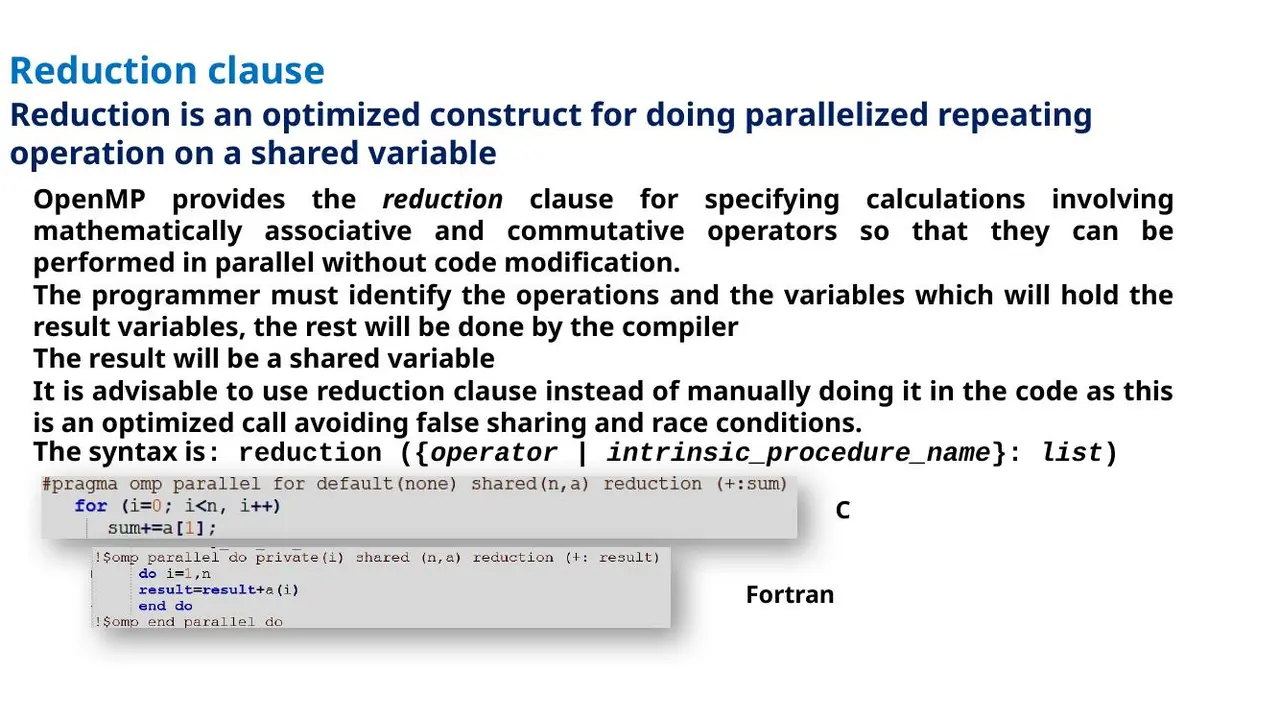 Reduction clause
Reduction is an optimized construct for doing parallelized repeating
operation on a shared variable
OpenMP provides the reduction clause for specifying calculations involving
mathematically associative and commutative operators so that they can be
performed in parallel without code modification.
The programmer must identify the operations and the variables which will hold the
result variables, the rest will be done by the compiler
The result will be a shared variable
It is advisable to use reduction clause instead of manually doing it in the code as this
is an optimized call avoiding false sharing and race conditions.
The syntax is: reduction ({operator | intrinsic_procedure_name}: list)
#pragma omp parallel for default(none) shared(n,a) reduction (+:sum)
for (i=0; i<n, i++)
sum+=a[1];
C
!$omp parallel do private(i) shared (n,a) reduction (+: result)
do i=1,n
result=result+a(i)
end do
!$omp end parallel do
Fortran